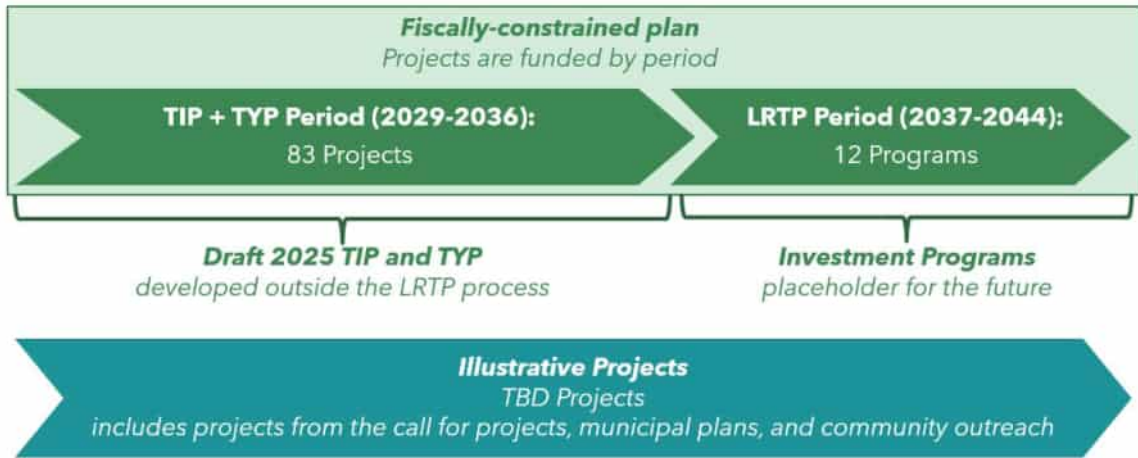 Fiscally-constrained plan
Projects are funded by period
TIP + TYP Period (2029-2036):
83 Projects
LRTP Period (2037-2044):
12 Programs
Draft 2025 TIP and TYP
developed outside the LRTP process
Investment Programs
placeholder for the future
Illustrative Projects
TBD Projects
includes projects from the call for projects, municipal plans, and community outreach